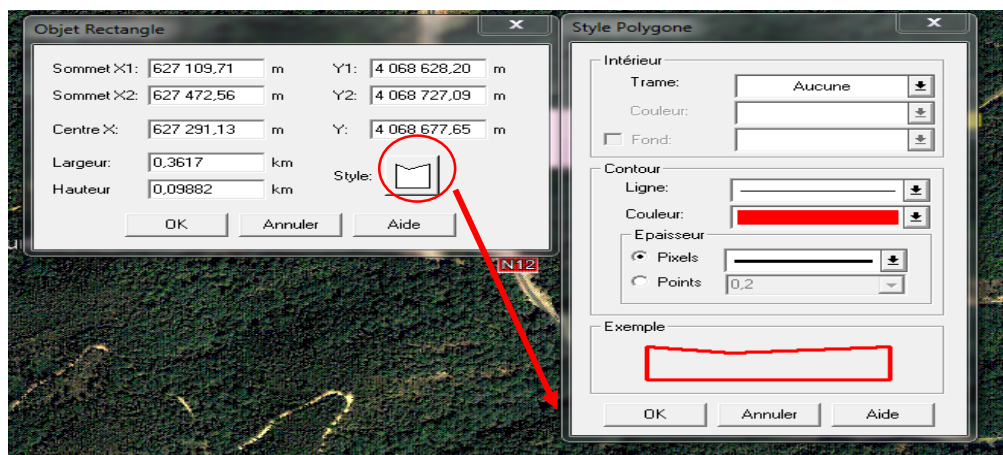 Objet Rectangle
Sommet X1: 627 109,71 m Y1: 4 068 628,20 m
Sommet X2: 627 472,56 m Y2: 4 068 727,09 m
Centre X: 627 291,13 m Y: 4 068 677,65 m
Largeur: 0,3617 km
Style:
Hauteur 0,09882 km
OK Annuler Aide
N12
Style Polygone
Intérieur
Trame: Aucune
Couleur:
Fond:
Contour
Ligne:
Couleur:
Epaisseur
Pixels
Points 0,2
Exemple
OK Annuler Aide